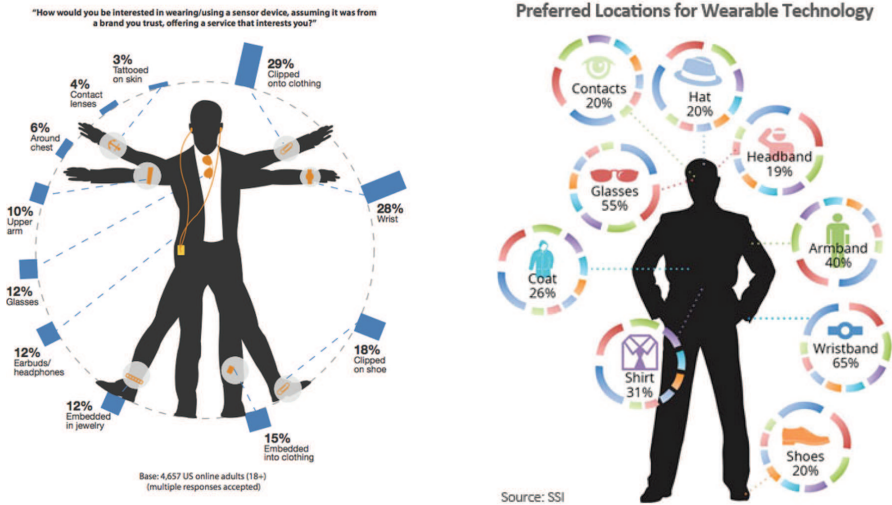 "How would you be interested in wearing/using a sensor device, assuming it was from
a brand you trust, offering a service that interests you?"
29%
Clipped
onto clothing
3%
Tattooed
on skin
4%
Contact
lenses
6%
Around
chest
10%
Upper
arm
28%
Wrist
12%
Glasses
12%
Earbuds/
headphones
18%
Clipped
on shoe
12%
Embedded
in jewelry
15%
Embedded
into clothing
Base: 4,657 US online adults (18+)
(multiple responses accepted)
Preferred Locations for Wearable Technology
Contacts
20%
Hat
20%
Headband
19%
Glasses
55%
Armband
40%
Coat
26%
Wristband
65%
Shirt
31%
Shoes
20%
Source: SSI